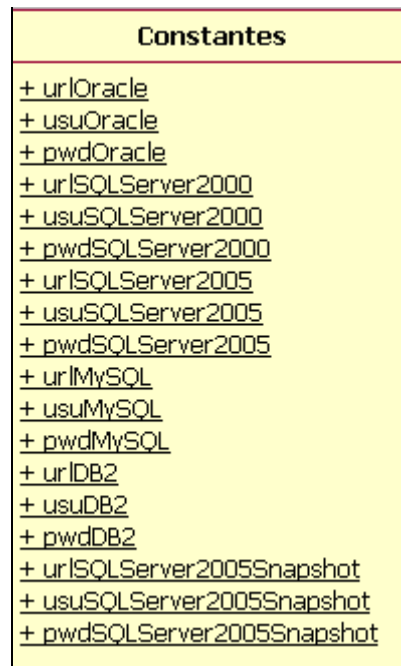 Constantes
+ urlOracle
+ usuOracle
+ pwdOracle
+ urlSQLServer2000
+ usuSQLServer2000
+ pwdSQLServer2000
+ urlSQLServer2005
+ usuSQLServer2005
+ pwdSQLServer2005
+ urlMySQL
+ usuMySQL
+ pwdMySQL
+ urlDB2
+ usuDB2
+ pwdDB2
+ urlSQLServer2005Snapshot
+ usuSQLServer2005Snapshot
+ pwdSQLServer2005Snapshot